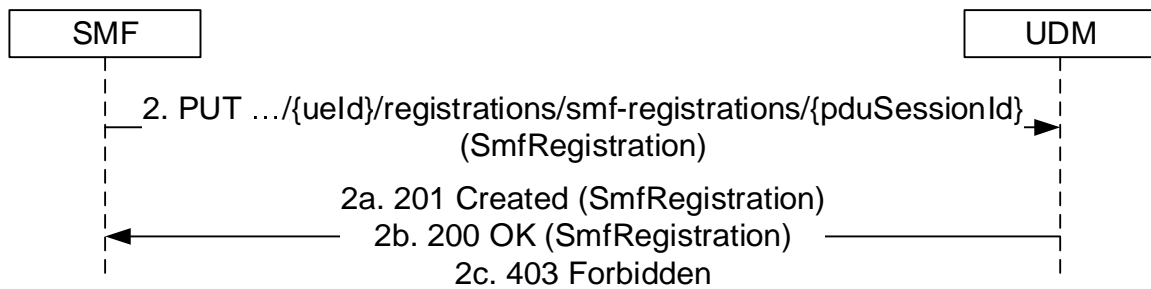 SMF
UDM
2. PUT …/{ueId}/registrations/smf-registrations/{pduSessionId}
(SmfRegistration)
2a. 201 Created (SmfRegistration)
2b. 200 OK (SmfRegistration)
2c. 403 Forbidden